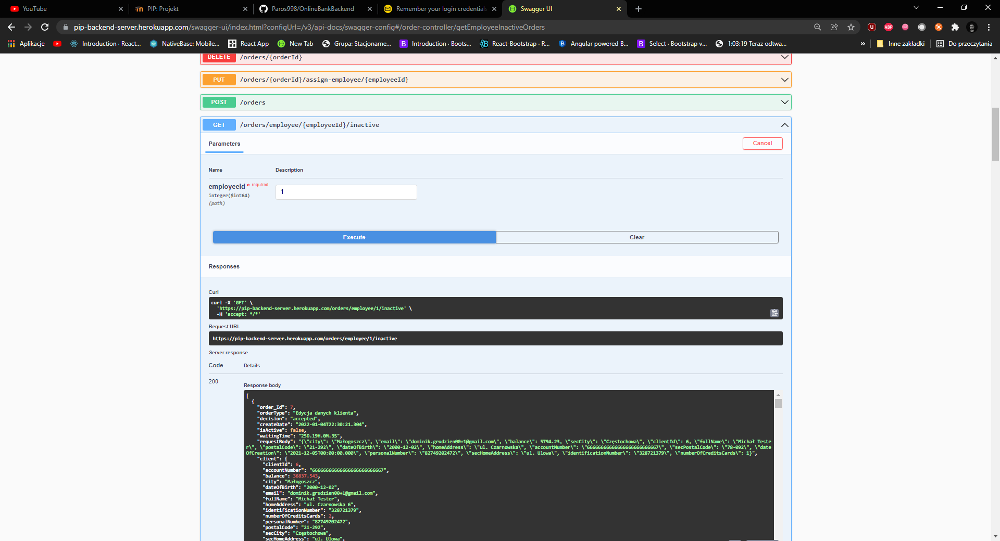 YouTube
PIP: Projekt
Paros998/OnlineBankBackend
Remember your login credentials
Swagger UI
pip-backend-server.herokuapp.com/swagger-ui/index.html?configUrl=/v3/api-docs/swagger-config#/order-controller/getEmployeeInactiveOrders
Aplikacje
Introduction · React...
NativeBase: Mobile...
React App
New Tab
Grupa: Stacjonarne...
Introduction · Boots...
React-Bootstrap · R...
Angular powered B...
Select · Bootstrap v...
1:03:19 Teraz odtwa...
»
Inne zakładki
Do przeczytania
DELETE /orders/{orderId}
PUT /orders/{orderId}/assign-employee/{employeeId}
POST /orders
GET /orders/employee/{employeeId}/inactive
Parameters
Cancel
Name Description
employeeId * required
integer($int64)
(path)
1
Execute
Clear
Responses
Curl
curl -X 'GET' \
'https://pip-backend-server.herokuapp.com/orders/employee/1/inactive' \
-H 'accept: */*'
Request URL
https://pip-backend-server.herokuapp.com/orders/employee/1/inactive
Server response
Code Details
200
Response body
[
{
"order_Id": 7,
"orderType": "Edycja danych klienta",
"decision": "accepted",
"createDate": "2022-01-04T22:30:21.304",
"isActive": false,
"waitingTime": "25D.19H.0M.3S",
"requestBody": "{\"city\": \"Małogoszcz\", \"email\": \"dominik.grudzien00+1@gmail.com\", \"balance\": 5794.23, \"secCity\": \"Częstochowa\", \"clientId\": 6, \"fullName\": \"Michał Teste
r\", \"postalCode\": \"21-292\", \"dateOfBirth\": \"2000-12-02\", \"homeAddress\": \"ul. Czarnowska\", \"accountNumber\": \"66666666666666666666666667\", \"secPostalCode\": \"78-092\", \"date
OfCreation\": \"2021-12-05T00:00:00.000\", \"personalNumber\": \"82749202472\", \"secHomeAddress\": \"ul. Ulowa\", \"identificationNumber\": \"328721379\", \"numberOfCreditsCards\": 1}",
"client": {
"clientId": 6,
"accountNumber": "66666666666666666666666667",
"balance": 36837.543,
"city": "Małogoszcz",
"dateOfBirth": "2000-12-02",
"email": "dominik.grudzien00+1@gmail.com",
"fullName": "Michał Tester",
"homeAddress": "ul. Czarnowska 6",
"identificationNumber": "328721379",
"numberOfCreditsCards": 2,
"personalNumber": "82749202472",
"postalCode": "21-292",
"secCity": "Częstochowa",
"secHomeAddress": "ul. Ulowa",